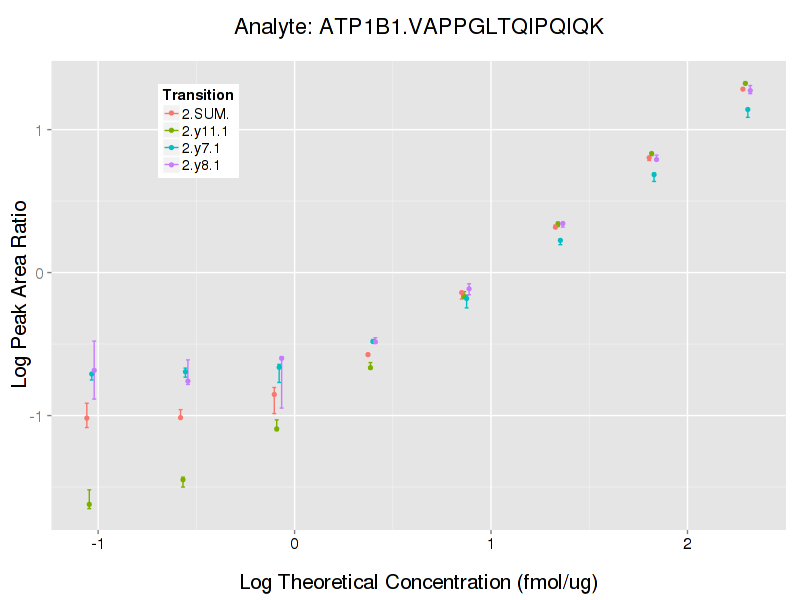 Analyte: ATP1B1.VAPPGLTQIPQIQK
Transition
2.SUM.
2.y11.1
2.y7.1
2.y8.1
Log Peak Area Ratio
1
0
-1
-1
0
1
2
Log Theoretical Concentration (fmol/ug)